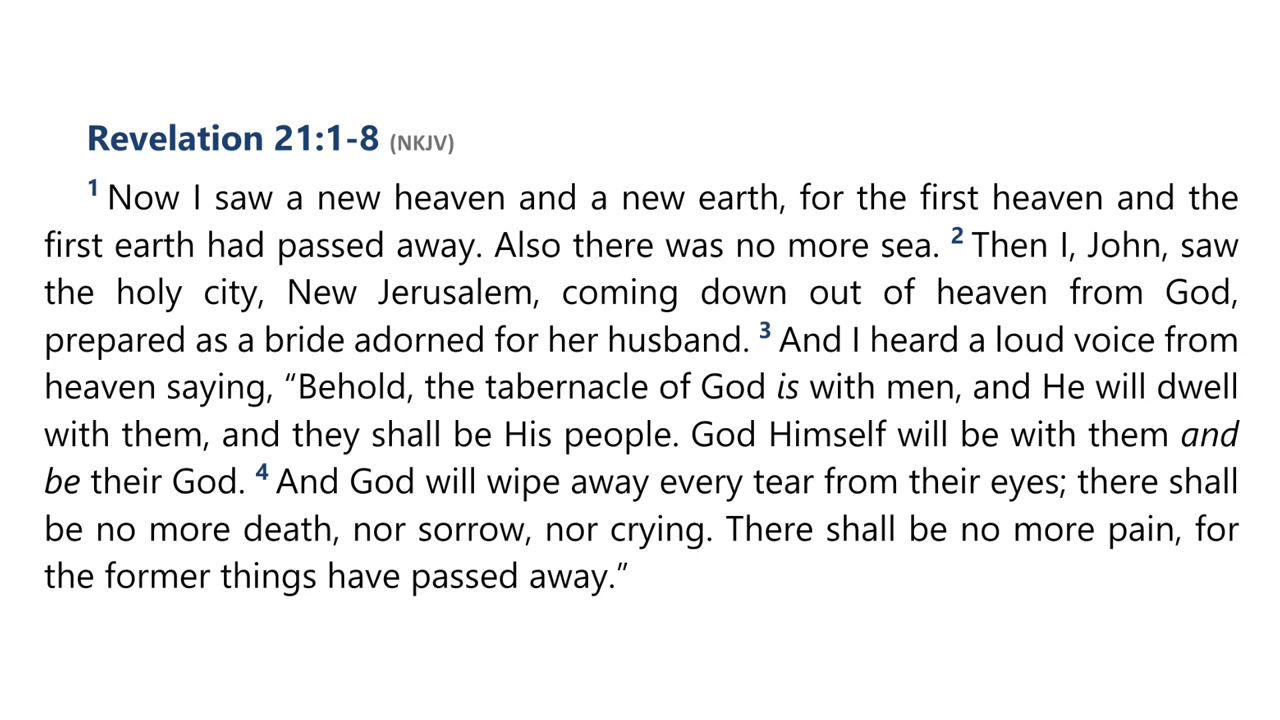 Revelation 21:1-8 (NKJV)
1 Now I saw a new heaven and a new earth, for the first heaven and the
first earth had passed away. Also there was no more sea. 2 Then I, John, saw
the holy city, New Jerusalem, coming down out of heaven from God,
prepared as a bride adorned for her husband. 3 And I heard a loud voice from
heaven saying, “Behold, the tabernacle of God is with men, and He will dwell
with them, and they shall be His people. God Himself will be with them and
be their God. 4 And God will wipe away every tear from their eyes; there shall
be no more death, nor sorrow, nor crying. There shall be no more pain, for
the former things have passed away.”